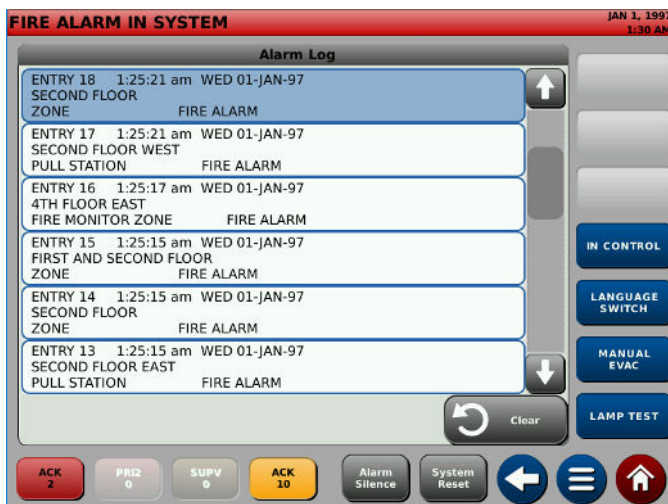 FIRE ALARM IN SYSTEM
JAN 1, 1997
1:30 AM
Alarm Log
ENTRY 18 1:25:21 am WED 01-JAN-97
SECOND FLOOR
ZONE FIRE ALARM
ENTRY 17 1:25:21 am WED 01-JAN-97
SECOND FLOOR WEST
PULL STATION FIRE ALARM
ENTRY 16 1:25:17 am WED 01-JAN-97
4TH FLOOR EAST
FIRE MONITOR ZONE FIRE ALARM
ENTRY 15 1:25:15 am WED 01-JAN-97
FIRST AND SECOND FLOOR
ZONE FIRE ALARM
ENTRY 14 1:25:15 am WED 01-JAN-97
SECOND FLOOR
ZONE FIRE ALARM
ENTRY 13 1:25:15 am WED 01-JAN-97
SECOND FLOOR EAST
PULL STATION FIRE ALARM
Clear
IN CONTROL
LANGUAGE
SWITCH
MANUAL
EVAC
LAMP TEST
ACK
2
PRI2
0
SUPV
0
ACK
10
Alarm
Silence
System
Reset